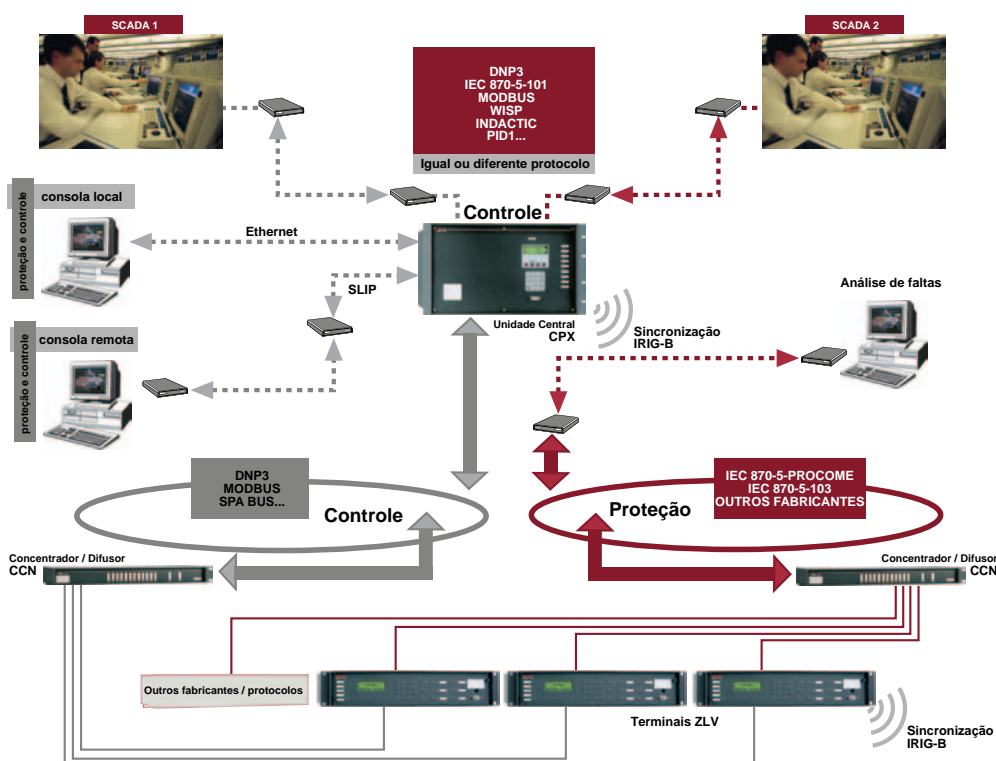 SCADA 1
SCADA 2
DNP3
IEC 870-5-101
MODBUS
WISP
INDACTIC
PID1...
Igual ou diferente protocolo
proteção e controle
consola local
Controle
Ethernet
SLIP
Análise de faltas
Unidade Central
CPX
Sincronização
IRIG-B
proteção e controle
consola remota
DNP3
MODBUS
SPA BUS...
Controle
IEC 870-5-PROCOME
IEC 870-5-103
OUTROS FABRICANTES
Proteção
Concentrador / Difusor
CCN
Concentrador / Difusor
CCN
Outros fabricantes / protocolos
Terminais ZLV
Sincronização
IRIG-B